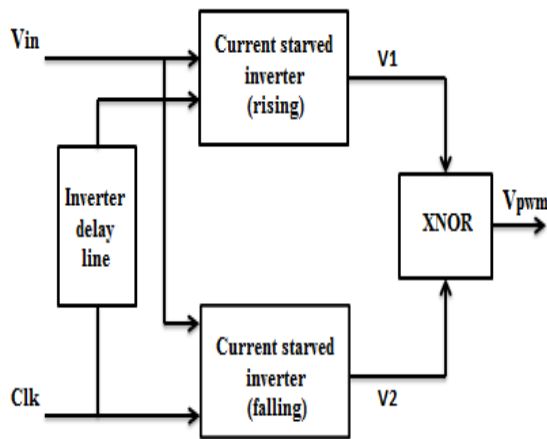 Vin
Current starved
inverter
(rising)
V1
Inverter
delay
line
XNOR
Vpwm
Current starved
inverter
(falling)
V2
Clk